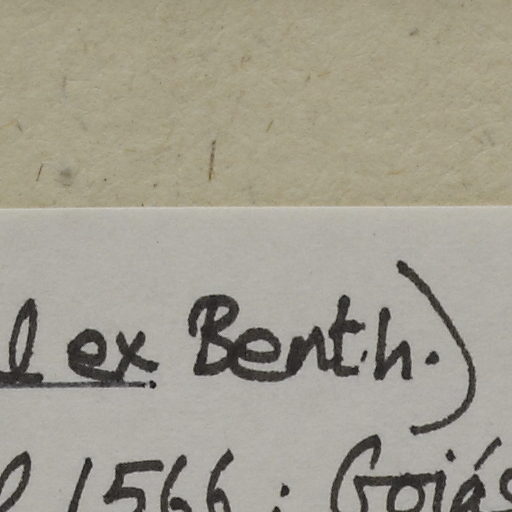 l ex Benth.)
l 1566 : Goiás